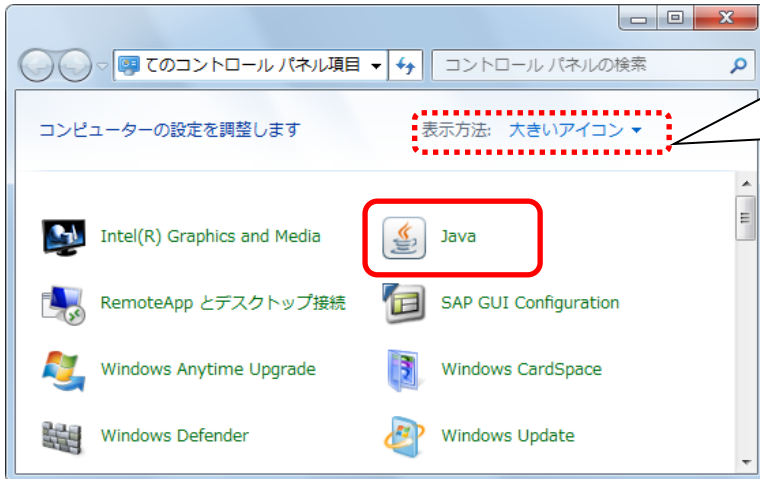 てのコントロール パネル項目
コントロール パネルの検索
コンピューターの設定を調整します
表示方法: 大きいアイコン
Intel(R) Graphics and Media
Java
RemoteApp とデスクトップ接続
SAP GUI Configuration
Windows Anytime Upgrade
Windows CardSpace
Windows Defender
Windows Update